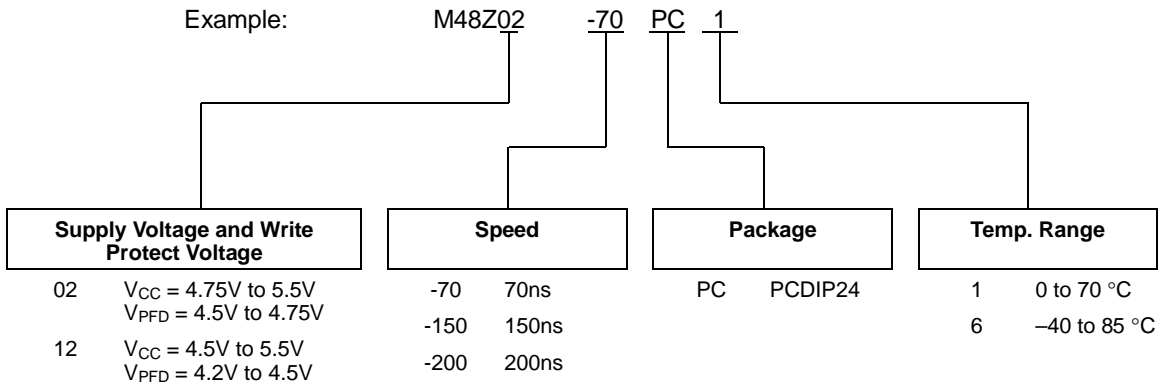 Example: M48Z02 -70 PC 1
Supply Voltage and Write
Protect Voltage
02 VCC = 4.75V to 5.5V
VPFD = 4.5V to 4.75V
12 VCC = 4.5V to 5.5V
VPFD = 4.2V to 4.5V
Speed
-70 70ns
-150 150ns
-200 200ns
Package
PC PCDIP24
Temp. Range
1 0 to 70 °C
6 –40 to 85 °C